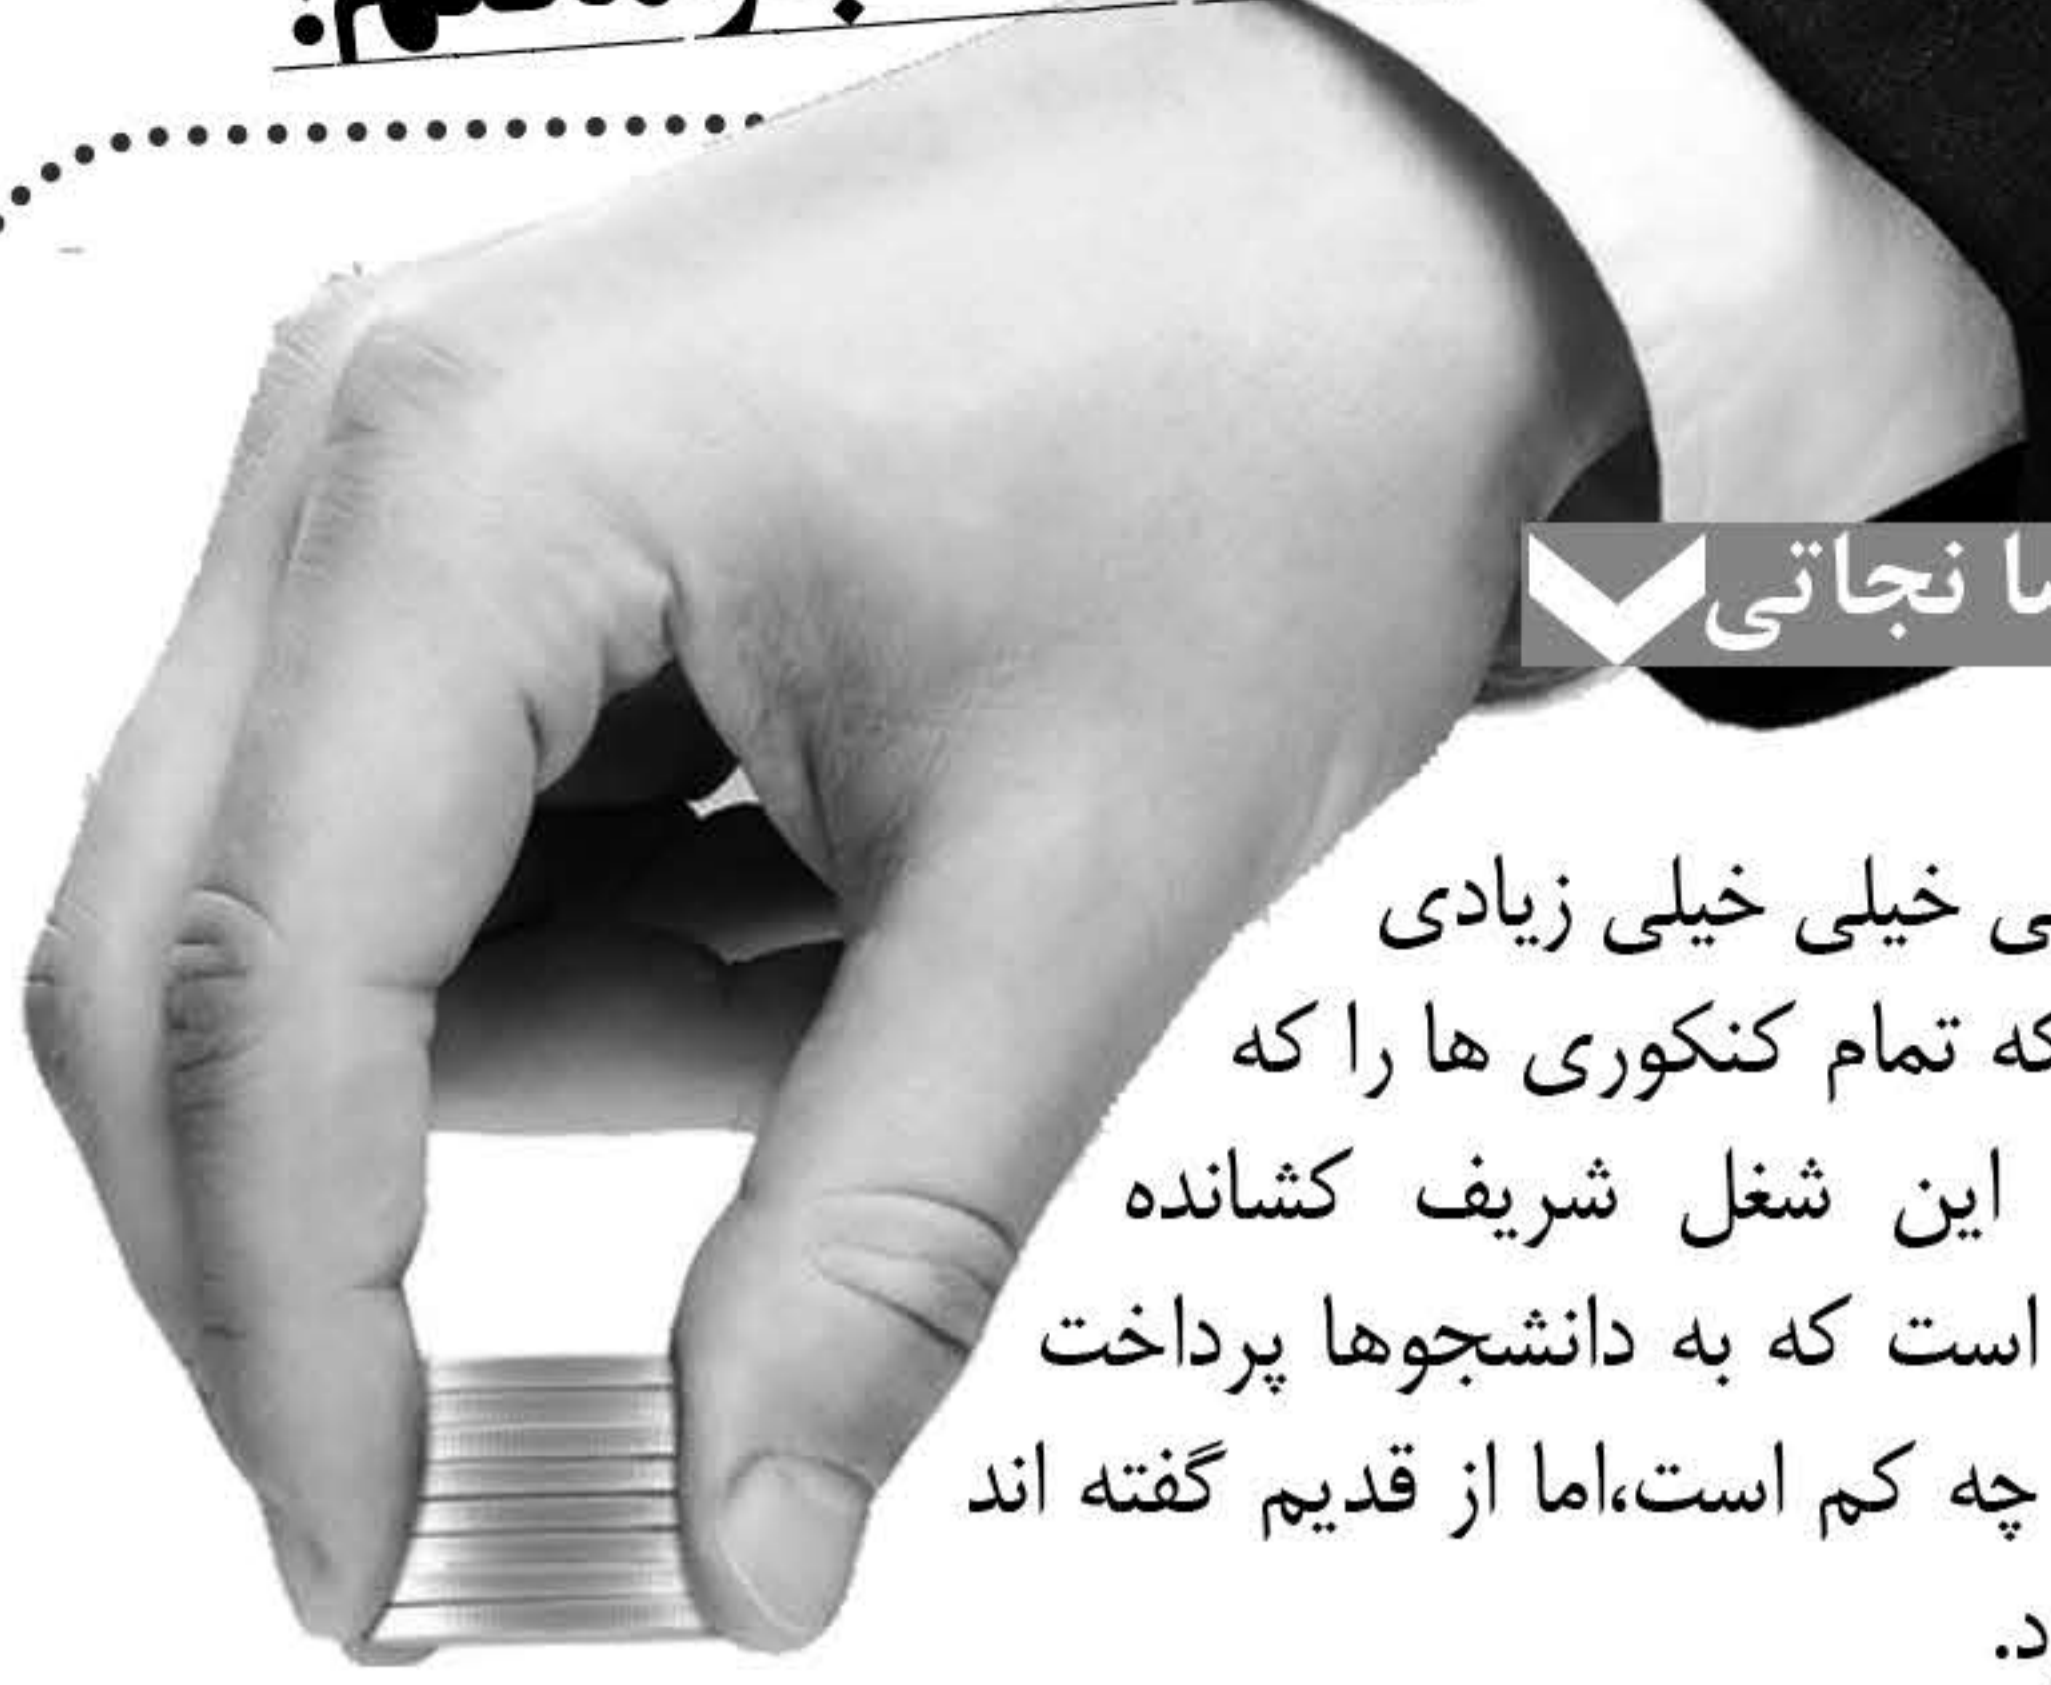 نجاتی
خیلی خیلی زیادی
که تمام کنکوری ها را که
این شغل شریف کشانده
است که به دانشجوها پرداخت
چه کم است،اما از قدیم گفته اند